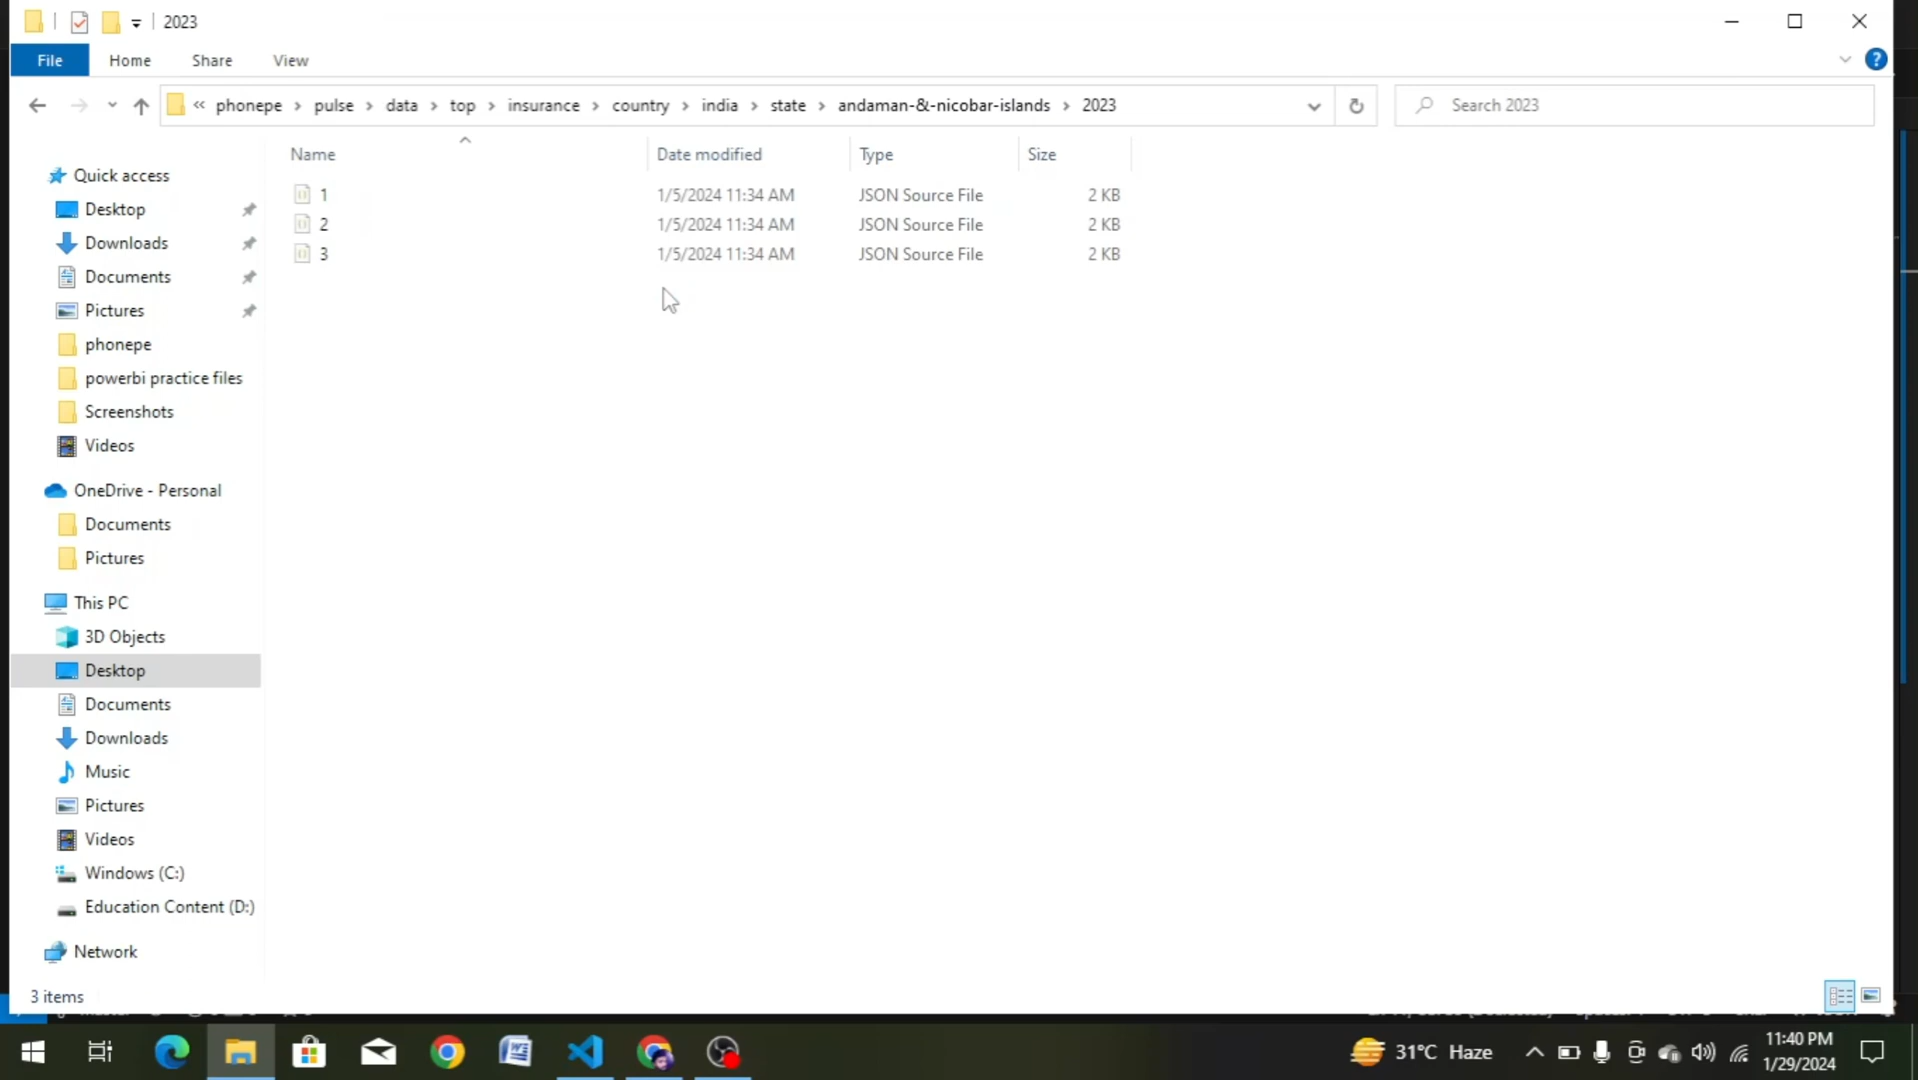 2023
File Home Share View
« phonepe › pulse › data › top › insurance › country › india › state › andaman-&-nicobar-islands › 2023
Search 2023
Name Date modified Type Size
1 1/5/2024 11:34 AM JSON Source File 2 KB
2 1/5/2024 11:34 AM JSON Source File 2 KB
3 1/5/2024 11:34 AM JSON Source File 2 KB
Quick access
Desktop
Downloads
Documents
Pictures
phonepe
powerbi practice files
Screenshots
Videos
OneDrive - Personal
Documents
Pictures
This PC
3D Objects
Desktop
Documents
Downloads
Music
Pictures
Videos
Windows (C:)
Education Content (D:)
Network
3 items
31°C Haze
11:40 PM
1/29/2024